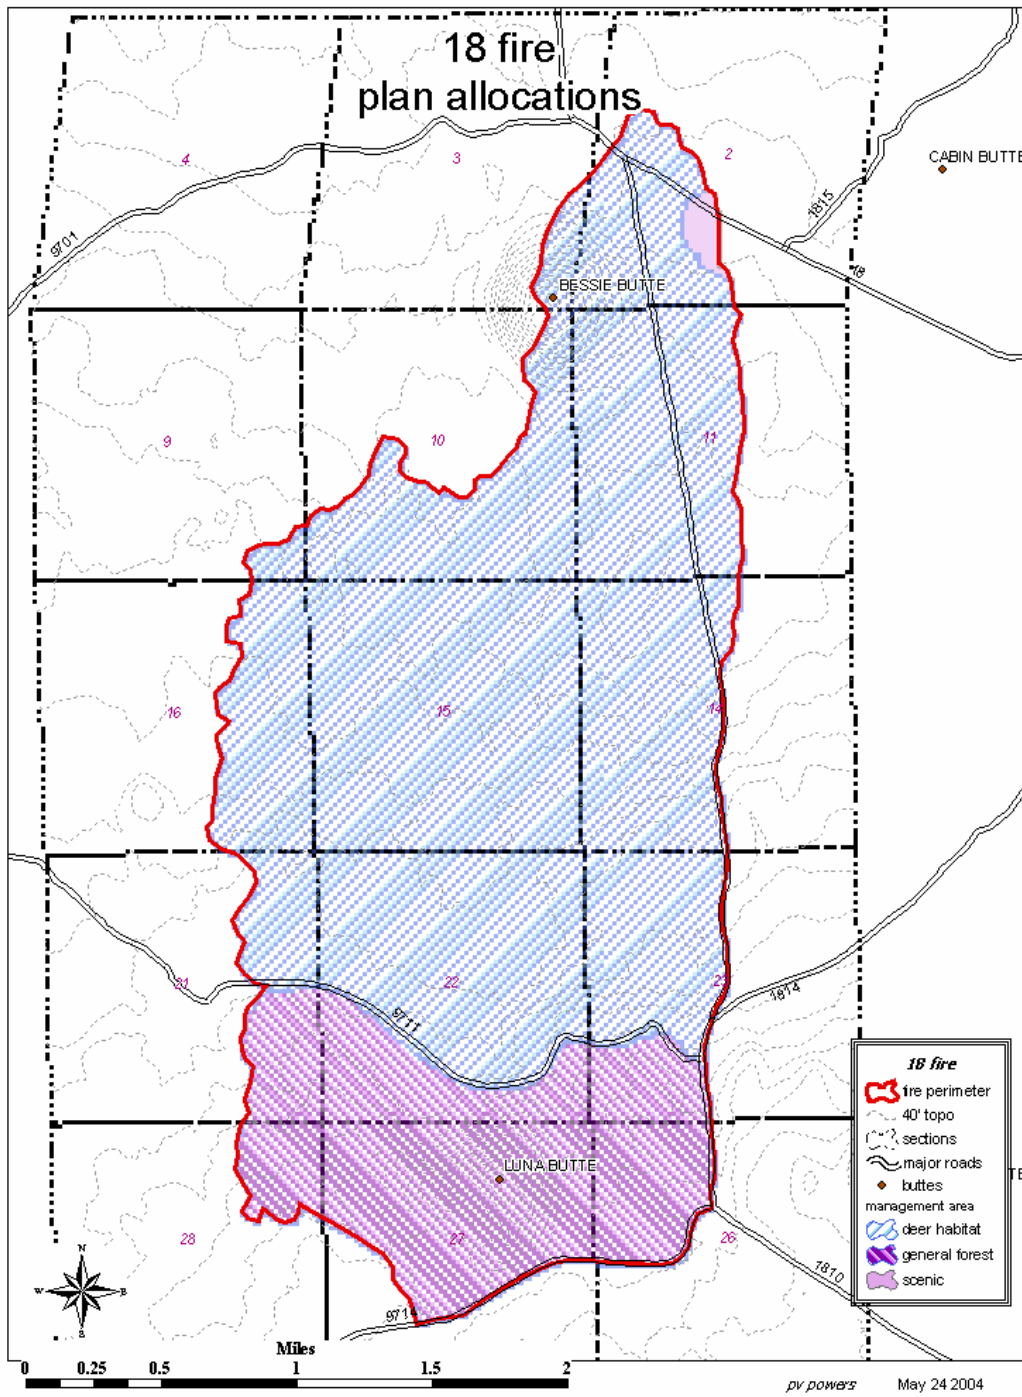 18 fire
plan allocations
4
3
2
CABIN BUTTE
1815
9701
18
BESSIE BUTTE
9
10
11
16
15
14
21
22
23
9711
1814
LUNA BUTTE
28
27
26
1810
971
18 fire
fire perimeter
40' topo
sections
major roads
buttes
management area
deer habitat
general forest
scenic
TE
N
W
E
S
Miles
0 0.25 0.5 1 1.5 2
pv powers May 24 2004